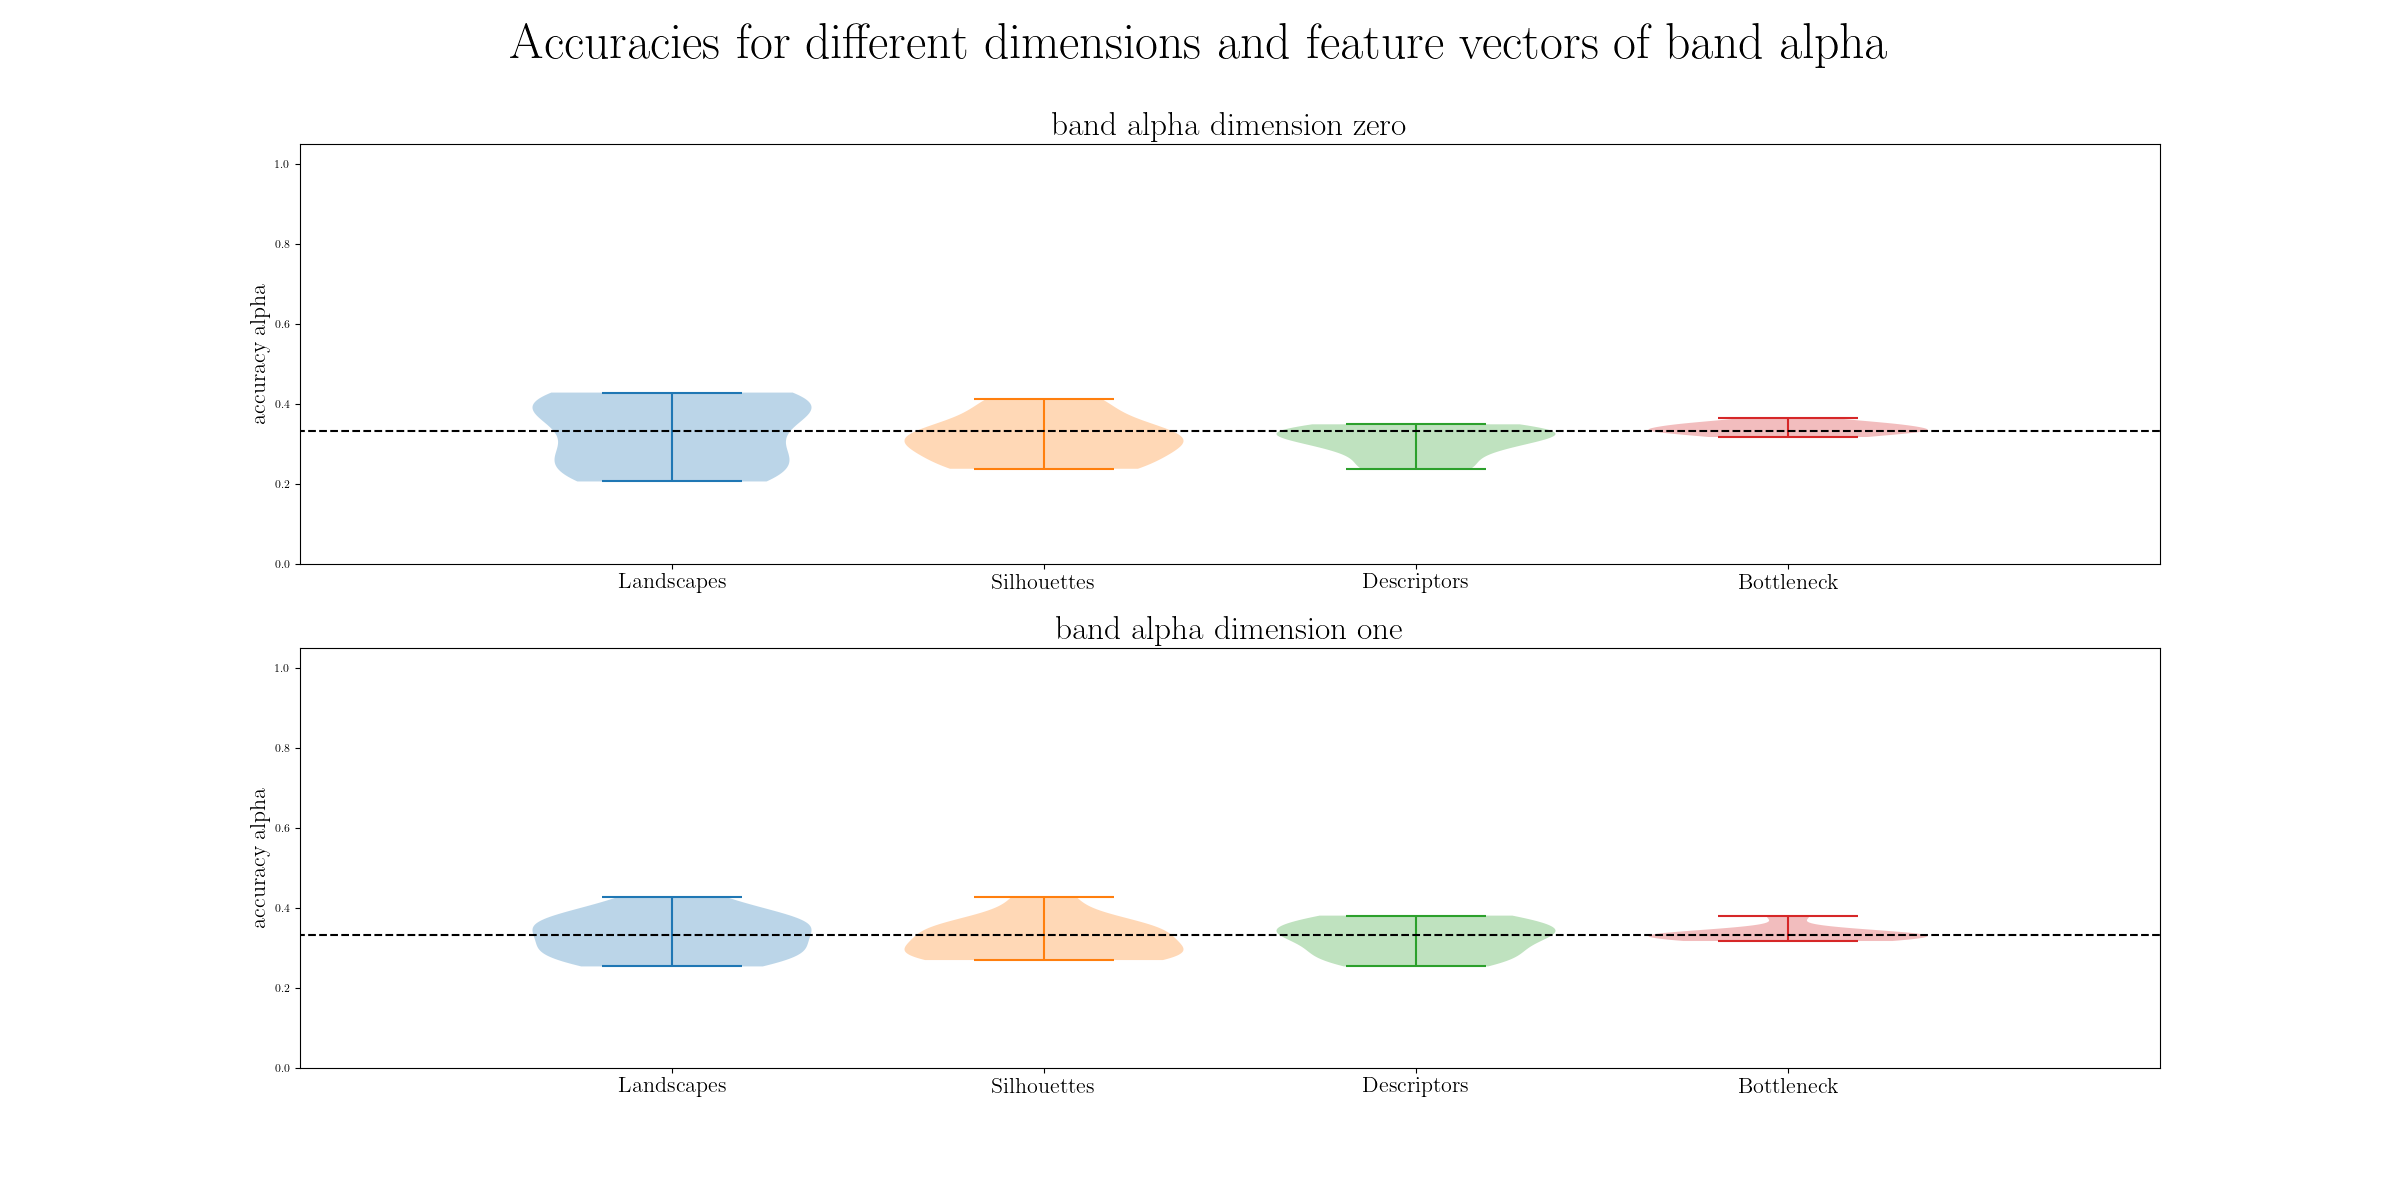 Accuracies for different dimensions and feature vectors of band alpha
band alpha dimension zero
1.0
0.8
0.6
0.4
0.2
0.0
accuracy alpha
Landscapes Silhouettes Descriptors Bottleneck
band alpha dimension one
1.0
0.8
0.6
0.4
0.2
0.0
accuracy alpha
Landscapes Silhouettes Descriptors Bottleneck